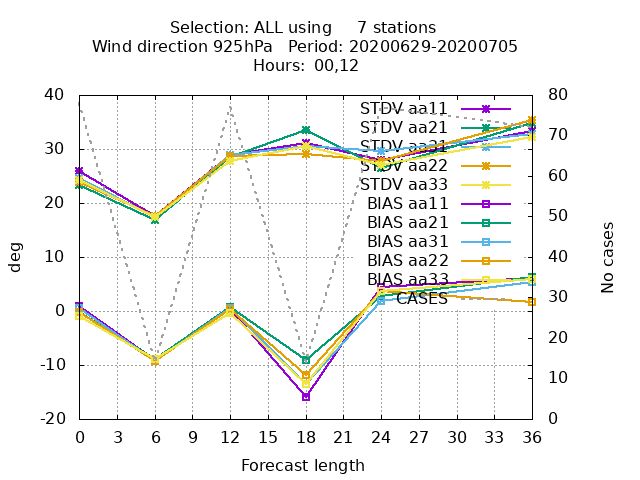 Selection: ALL using 7 stations
Wind direction 925hPa Period: 20200629-20200705
Hours: 00,12
40 80
STDV aa11
STDV aa21
70
STDV aa31
30
STDV aa22
60
STDV aa33
20 BIAS aa11
50
BIAS aa21
BIAS aa31
deg
No cases
10 BIAS aa22 40
BIAS aa33
CASES 30
0
20
-10
10
-20 0
0 3 6 9 12 15 18 21 24 27 30 33 36
Forecast length